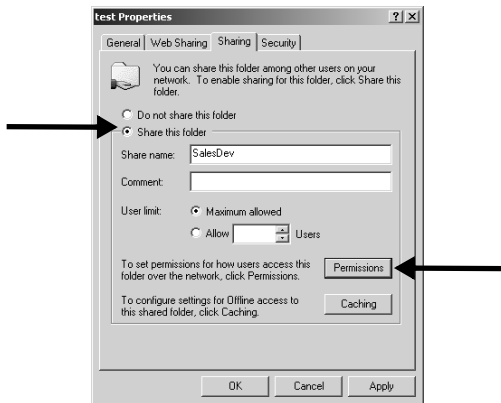 test Properties
General Web Sharing Sharing Security
You can share this folder among other users on your
network. To enable sharing for this folder, click Share this
folder.
Do not share this folder
Share this folder
Share name: SalesDev
Comment:
User limit: Maximum allowed
Allow Users
To set permissions for how users access this
folder over the network, click Permissions.
Permissions
To configure settings for Offline access to
this shared folder, click Caching.
Caching
OK Cancel Apply